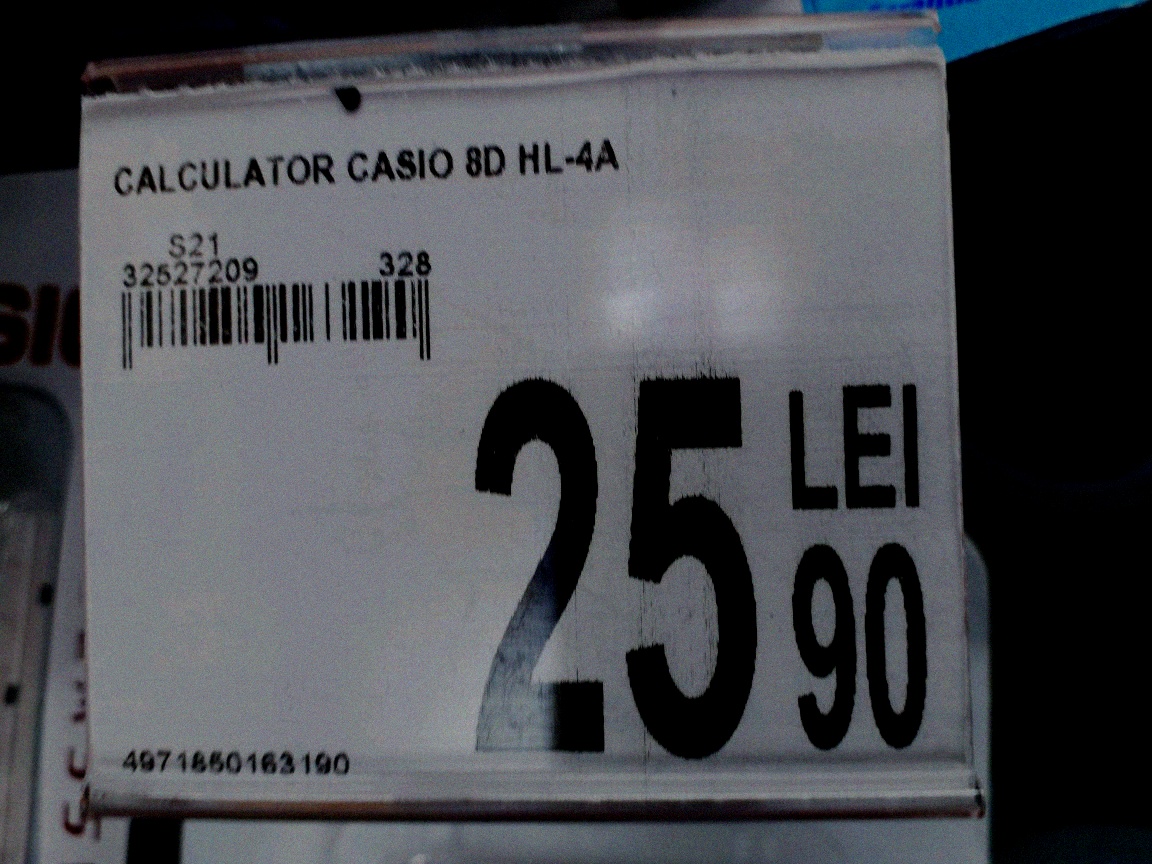 CALCULATOR CASIO 8D HL-4A
S21
32527209 328
25 LEI 90
4971850163190